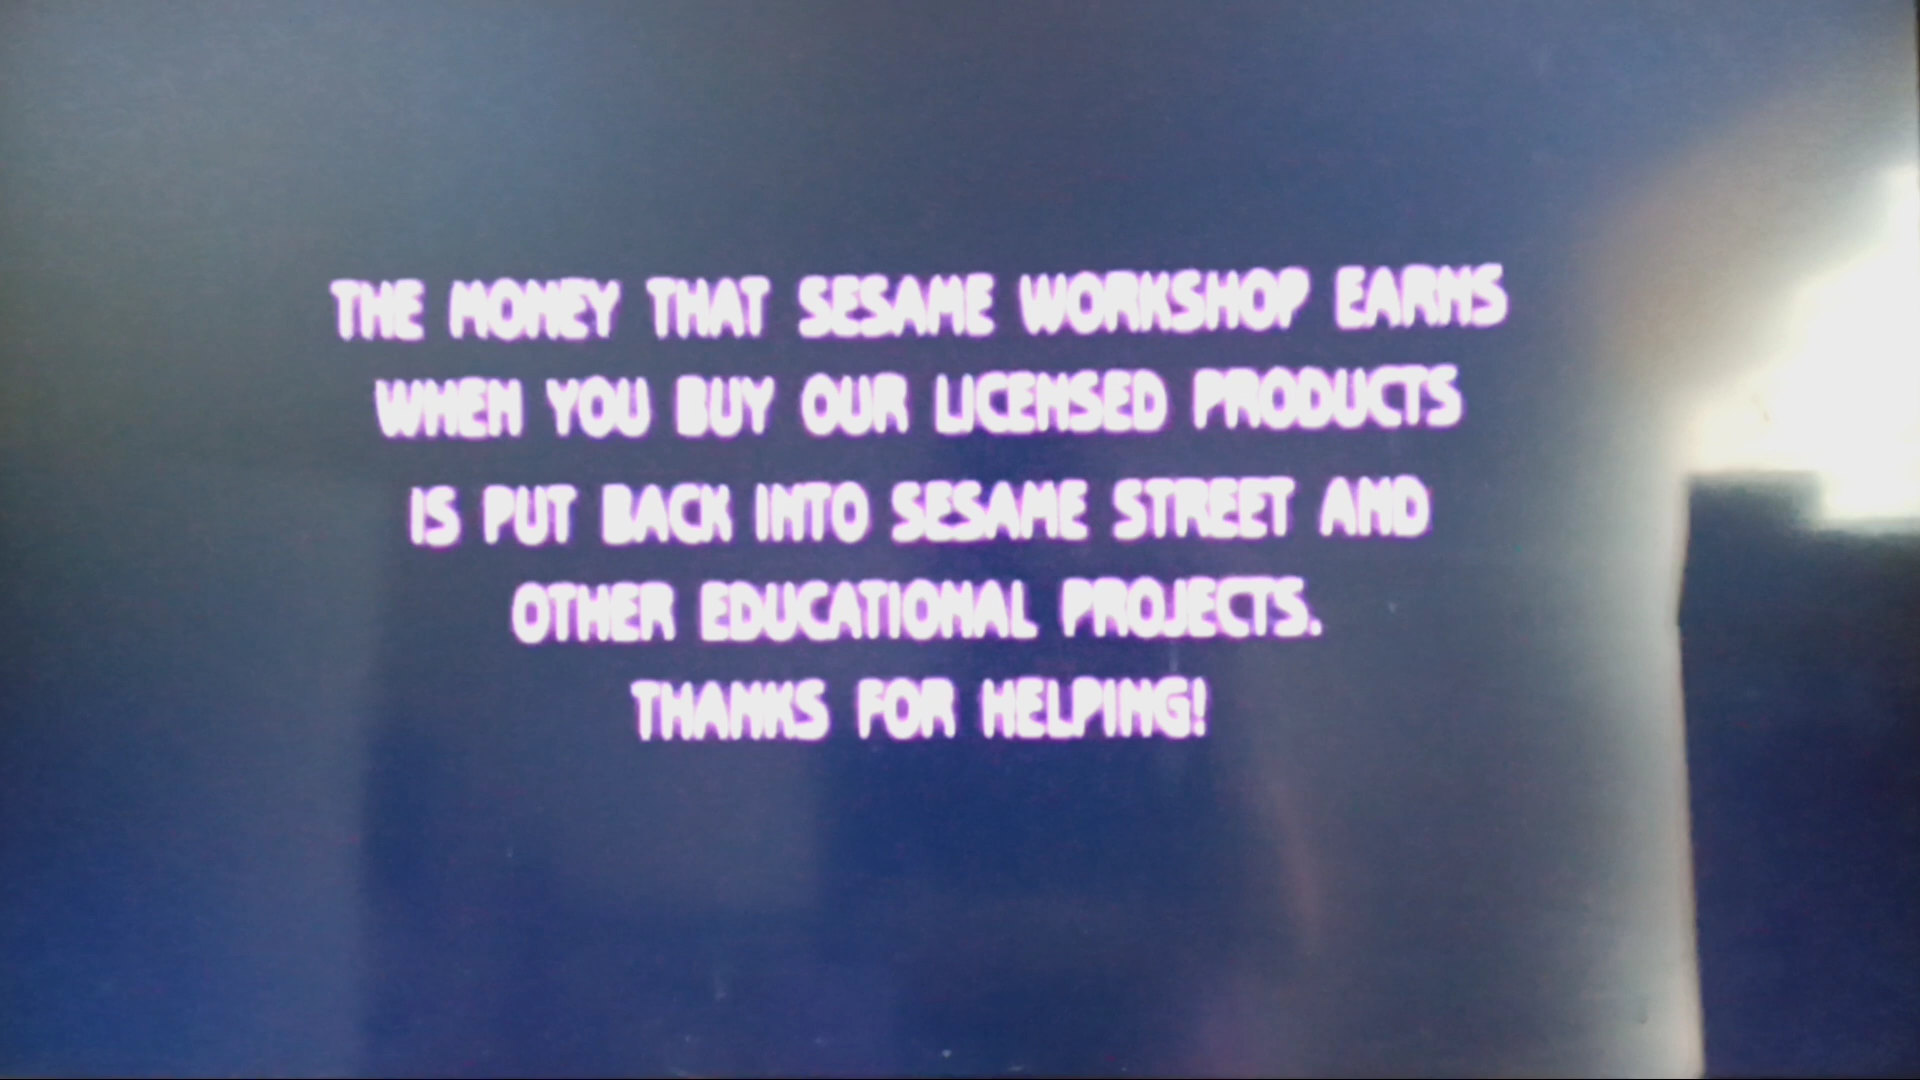 THE MONEY THAT SESAME WORKSHOP EARNS
WHEN YOU BUY OUR LICENSED PRODUCTS
IS PUT BACK INTO SESAME STREET AND
OTHER EDUCATIONAL PROJECTS.
THANKS FOR HELPING!